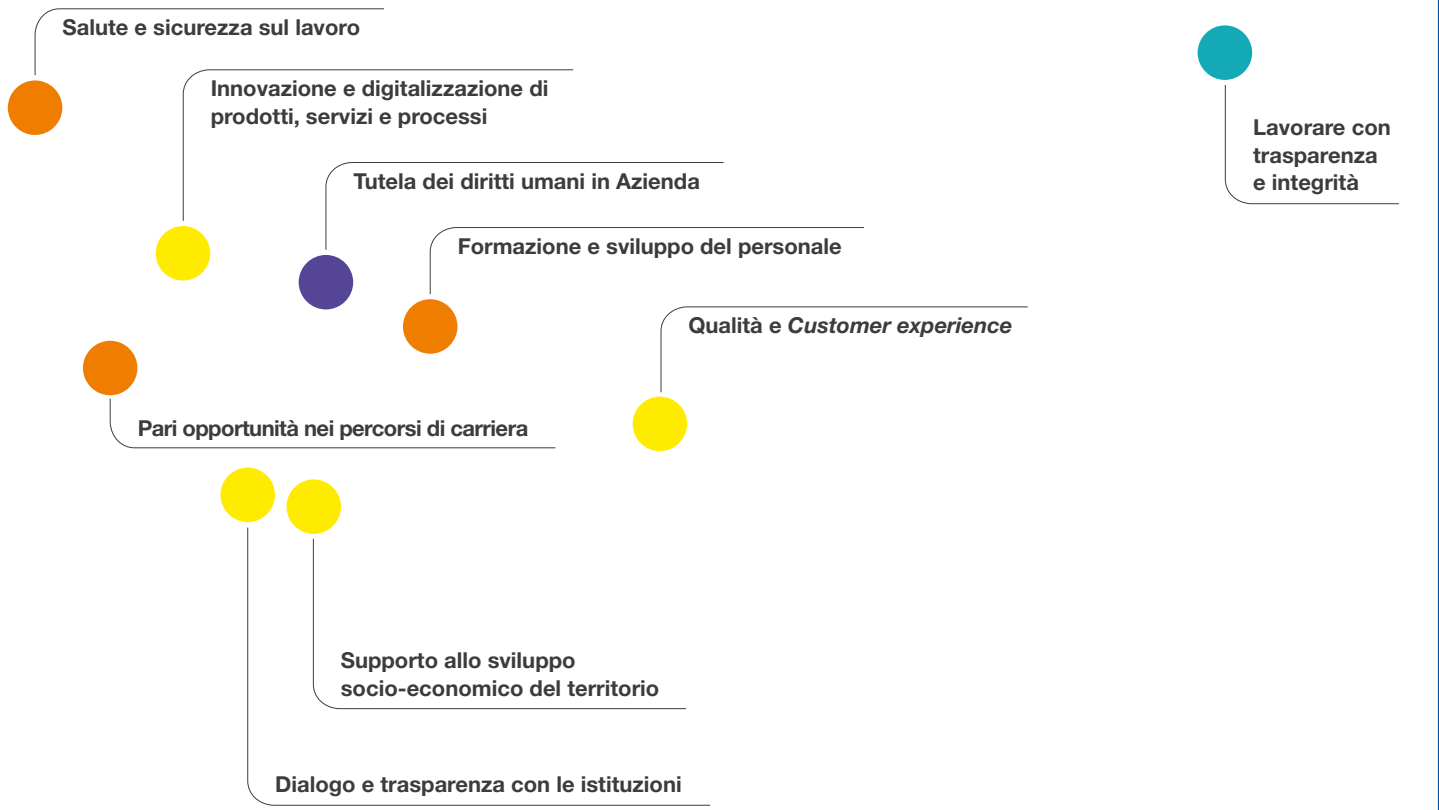 Salute e sicurezza sul lavoro
Innovazione e digitalizzazione di
prodotti, servizi e processi
Lavorare con
trasparenza
e integrità
Tutela dei diritti umani in Azienda
Formazione e sviluppo del personale
Qualità e Customer experience
Pari opportunità nei percorsi di carriera
Supporto allo sviluppo
socio-economico del territorio
Dialogo e trasparenza con le istituzioni